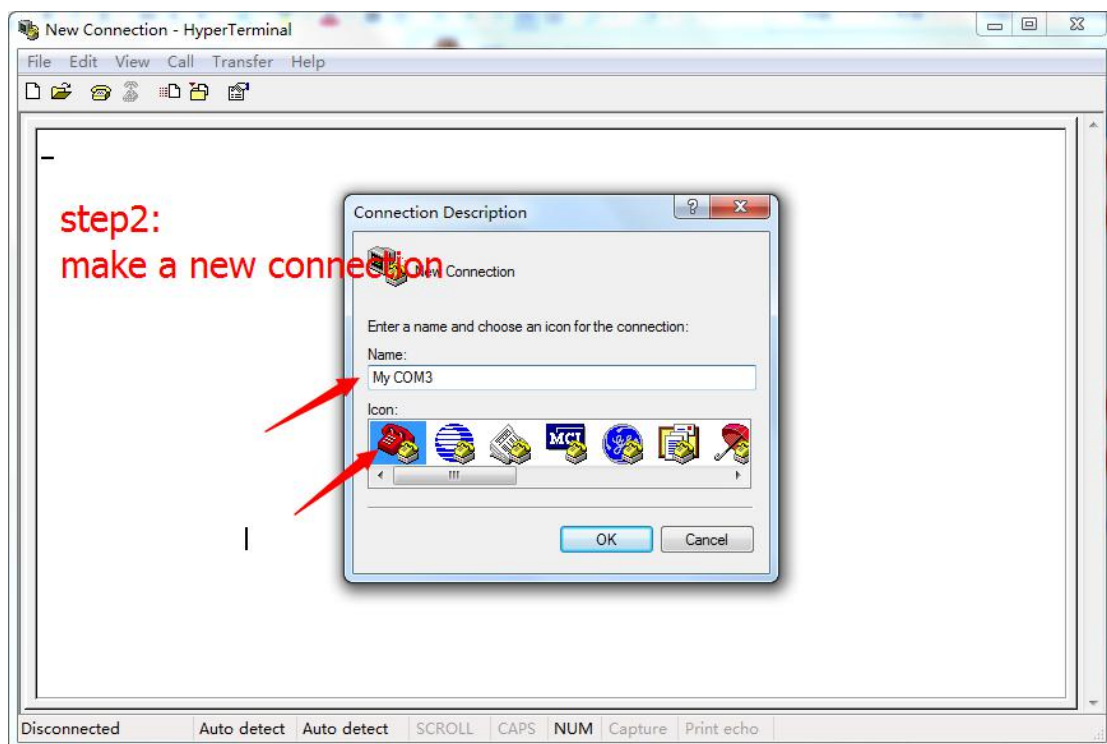 New Connection - HyperTerminal
File Edit View Call Transfer Help
step2:
make a new connection
Connection Description
New Connection
Enter a name and choose an icon for the connection:
Name:
My COM3
Icon:
MCI
OK Cancel
Disconnected Auto detect Auto detect SCROLL CAPS NUM Capture Print echo